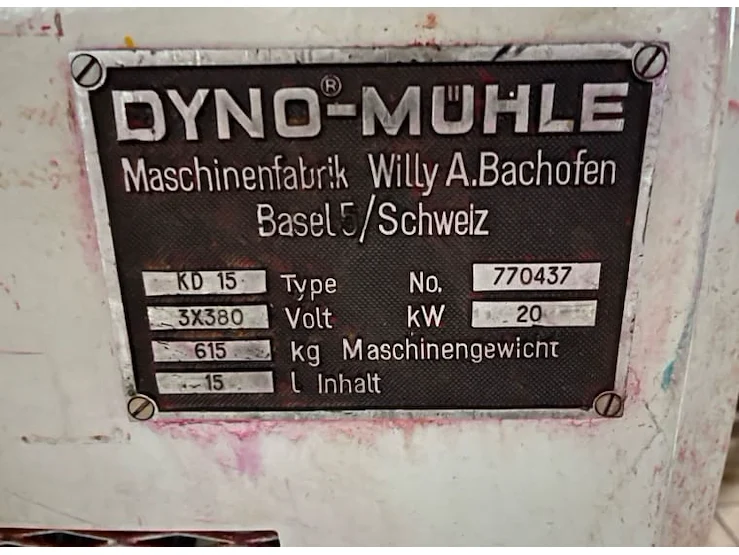 DYNO®-MÜHLE
Maschinenfabrik Willy A.Bachofen
Basel 5/Schweiz
KD 15 Type No. 770437
3X380 Volt kW 20
615 kg Maschinengewicht
15 l Inhalt